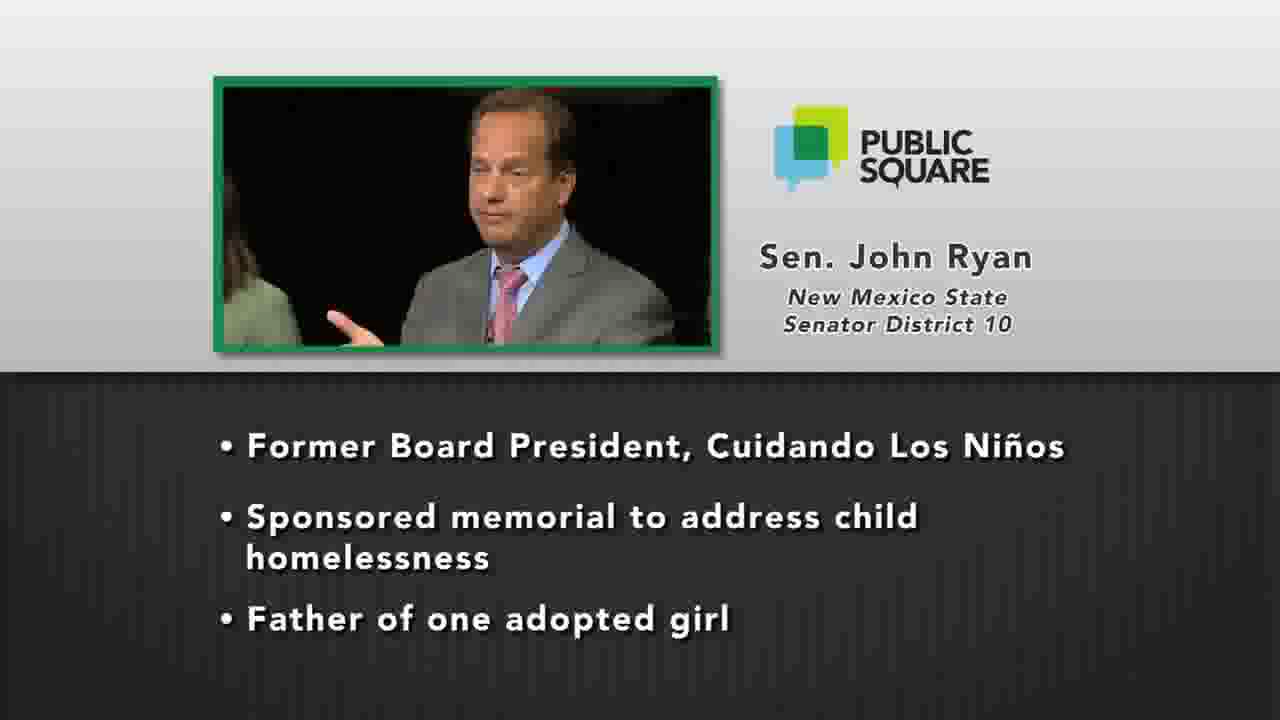 PUBLIC
SQUARE
Sen. John Ryan
New Mexico State
Senator District 10
• Former Board President, Cuidando Los Niños
• Sponsored memorial to address child
homelessness
• Father of one adopted girl